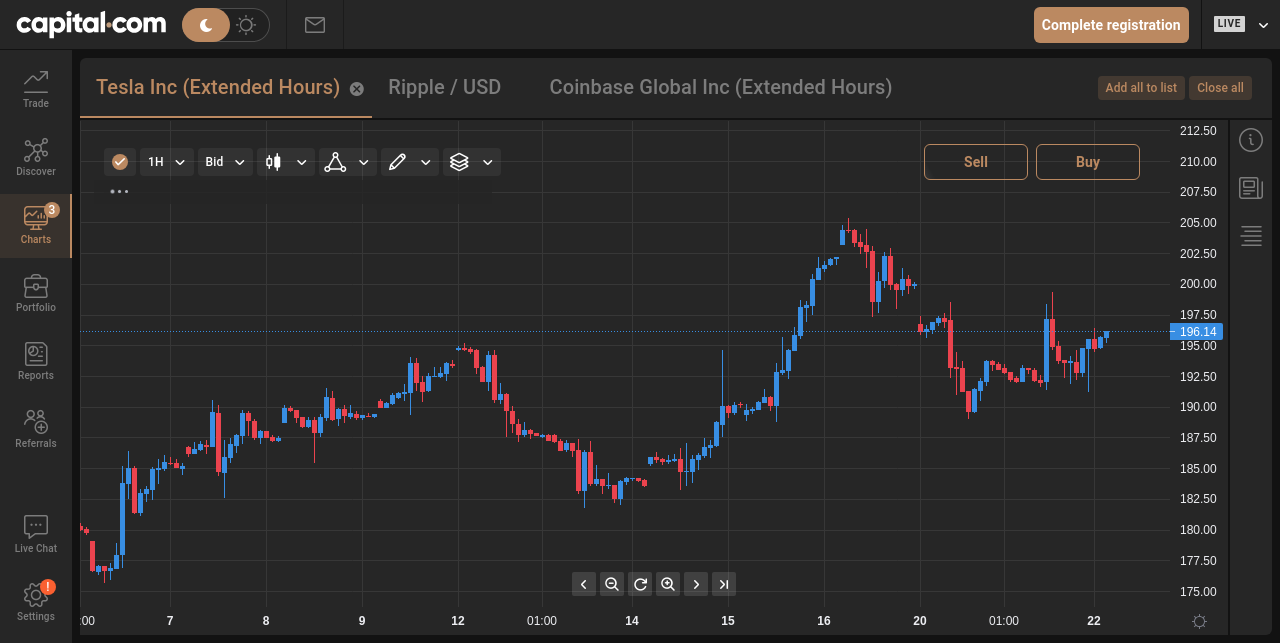 capital.com
Complete registration
LIVE
Trade
Discover
3
Charts
Portfolio
Reports
Referrals
Live Chat
!
Settings
Tesla Inc (Extended Hours)
Ripple / USD
Coinbase Global Inc (Extended Hours)
Add all to list
Close all
1H
Bid
Sell
Buy
212.50
210.00
207.50
205.00
202.50
200.00
197.50
196.14
195.00
192.50
190.00
187.50
185.00
182.50
180.00
177.50
175.00
:00
7
8
9
12
01:00
14
15
16
20
01:00
22